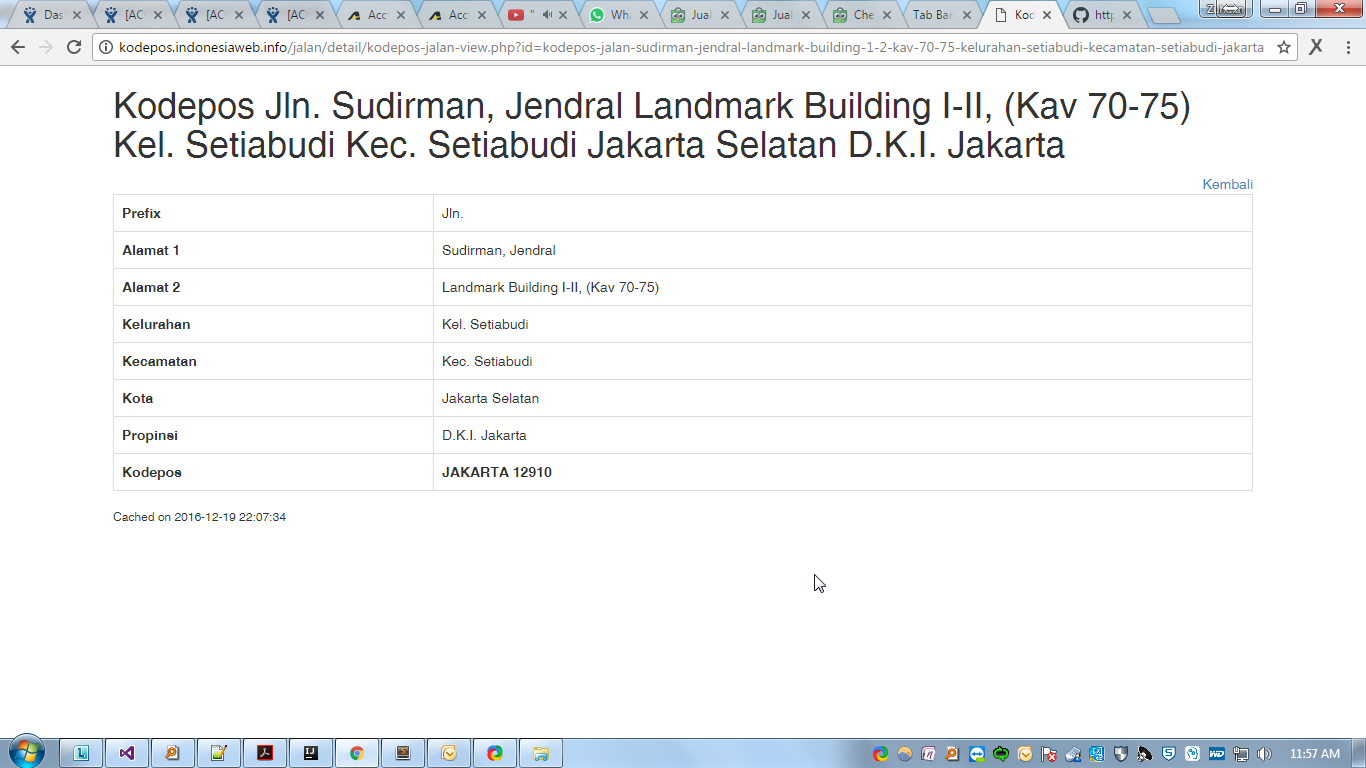 Das
[AC
[AC
[AC
Acc
Acc
"
Wha
Jual
Jual
Che
Tab Bar
Kod
http
kodepos.indonesiaweb.info/jalan/detail/kodepos-jalan-view.php?id=kodepos-jalan-sudirman-jendral-landmark-building-1-2-kav-70-75-kelurahan-setiabudi-kecamatan-setiabudi-jakarta
Kodepos Jln. Sudirman, Jendral Landmark Building I-II, (Kav 70-75)
Kel. Setiabudi Kec. Setiabudi Jakarta Selatan D.K.I. Jakarta
Kembali
Prefix Jln.
Alamat 1 Sudirman, Jendral
Alamat 2 Landmark Building I-II, (Kav 70-75)
Kelurahan Kel. Setiabudi
Kecamatan Kec. Setiabudi
Kota Jakarta Selatan
Propinsi D.K.I. Jakarta
Kodepos JAKARTA 12910
Cached on 2016-12-19 22:07:34
11:57 AM